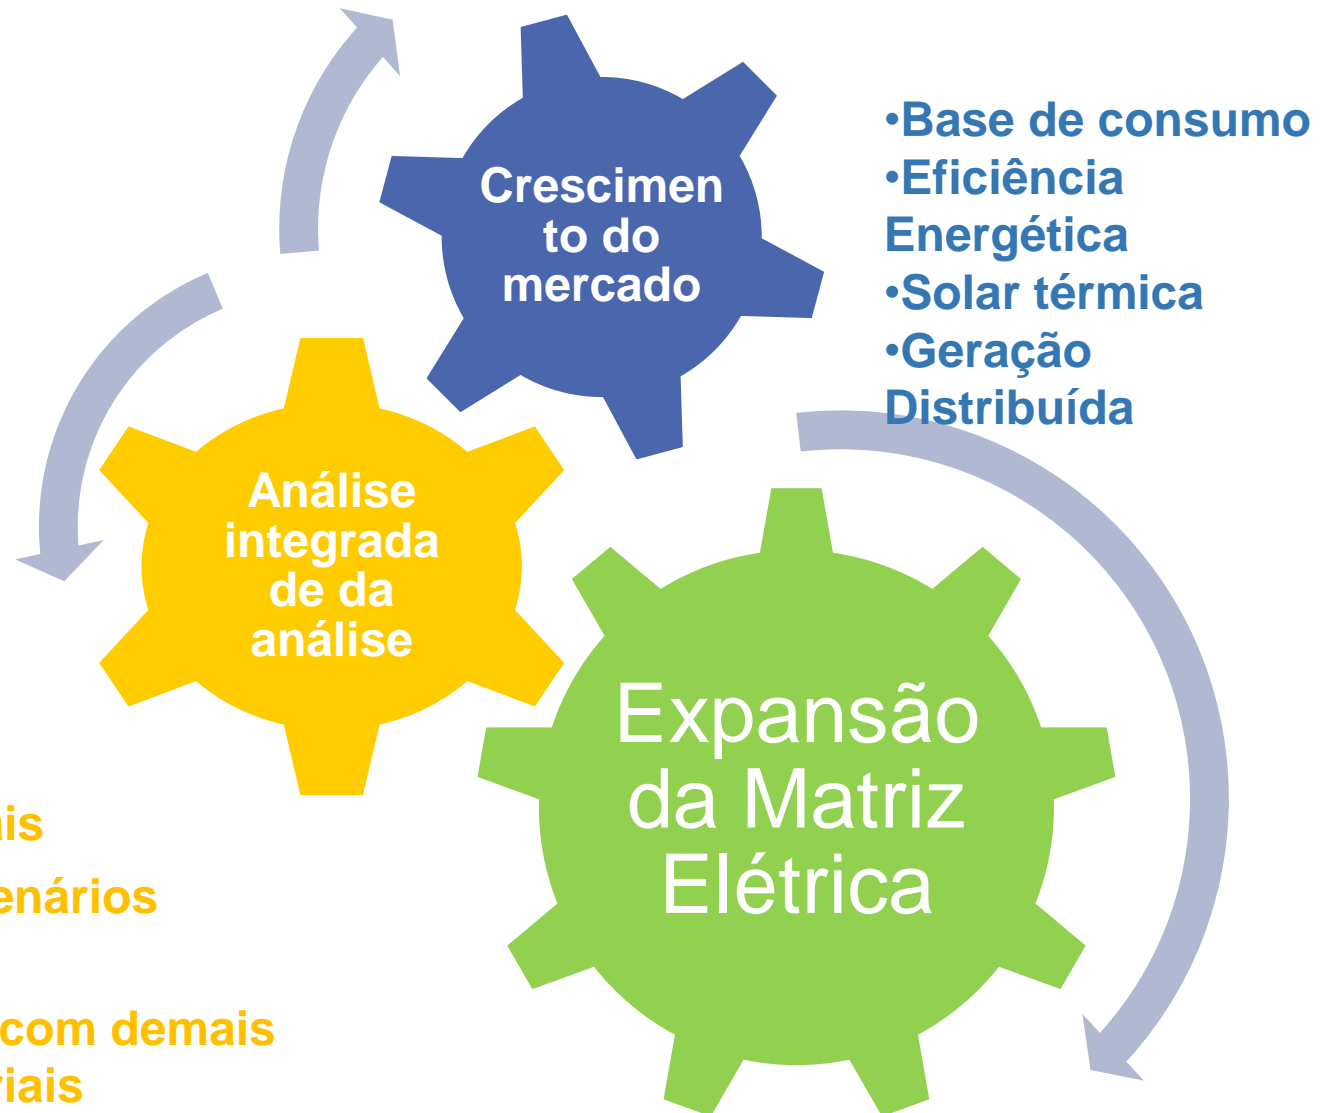 Crescimen
to do
mercado
•Base de consumo
•Eficiência
Energética
•Solar térmica
•Geração
Distribuída
Análise
integrada
de da
análise
Expansão
da Matriz
Elétrica
com demais